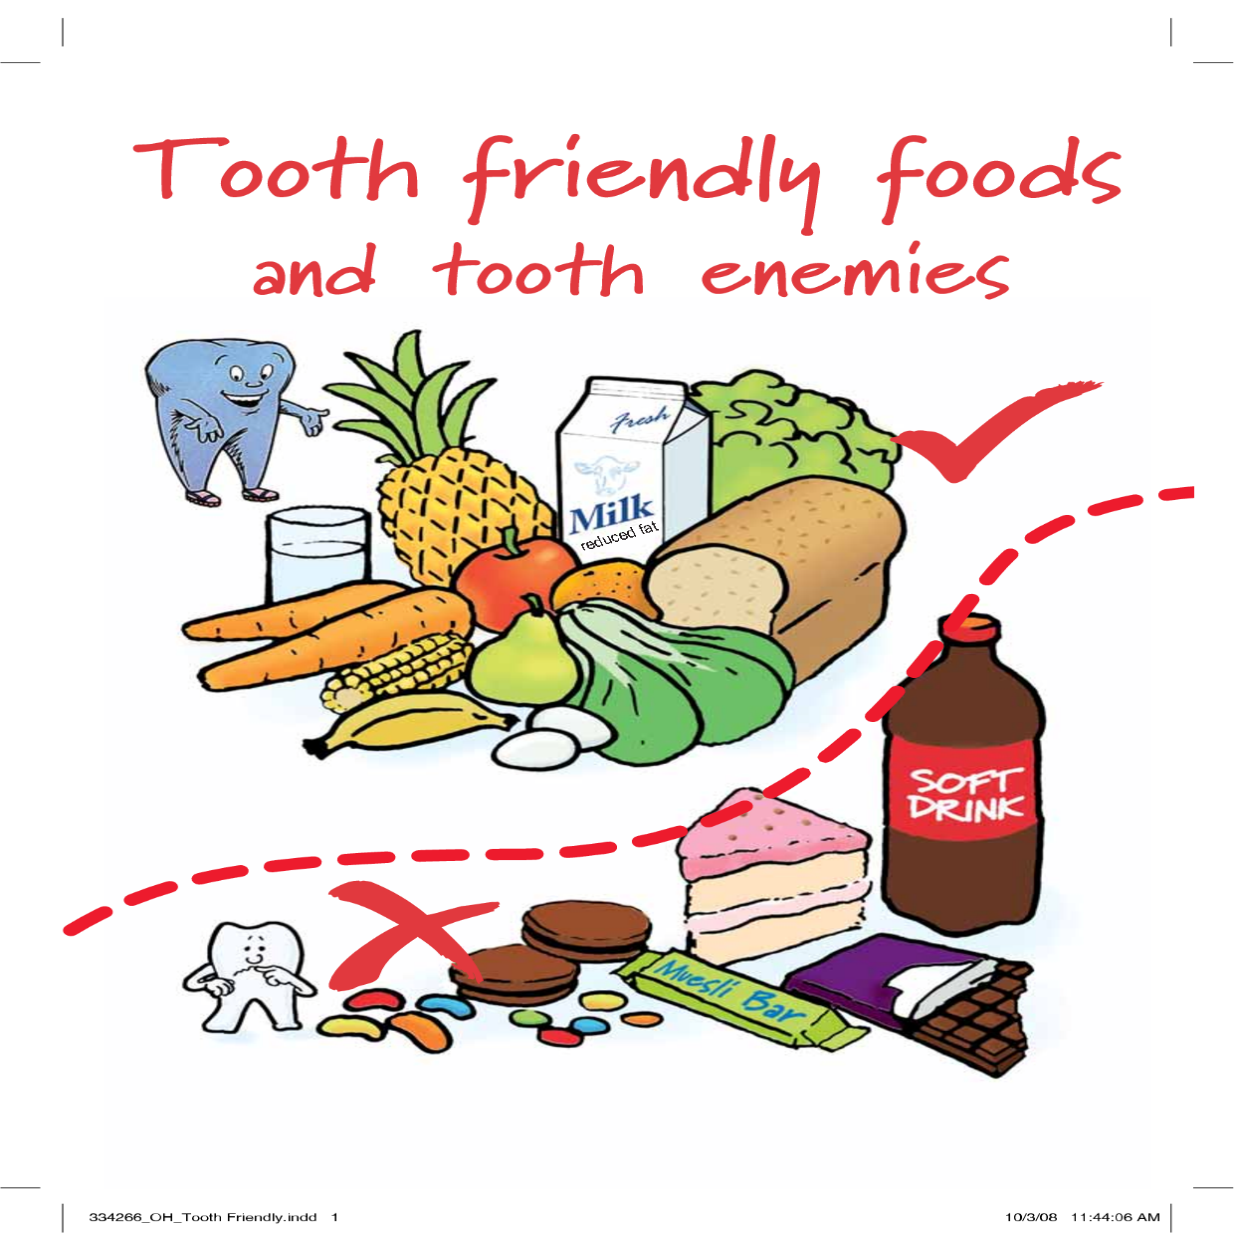 Tooth friendly foods
and tooth enemies
Fresh
Milk
reduced fat
SOFT
DRINK
Muesli Bar
334266_OH_Tooth Friendly.indd 1
10/3/08 11:44:06 AM